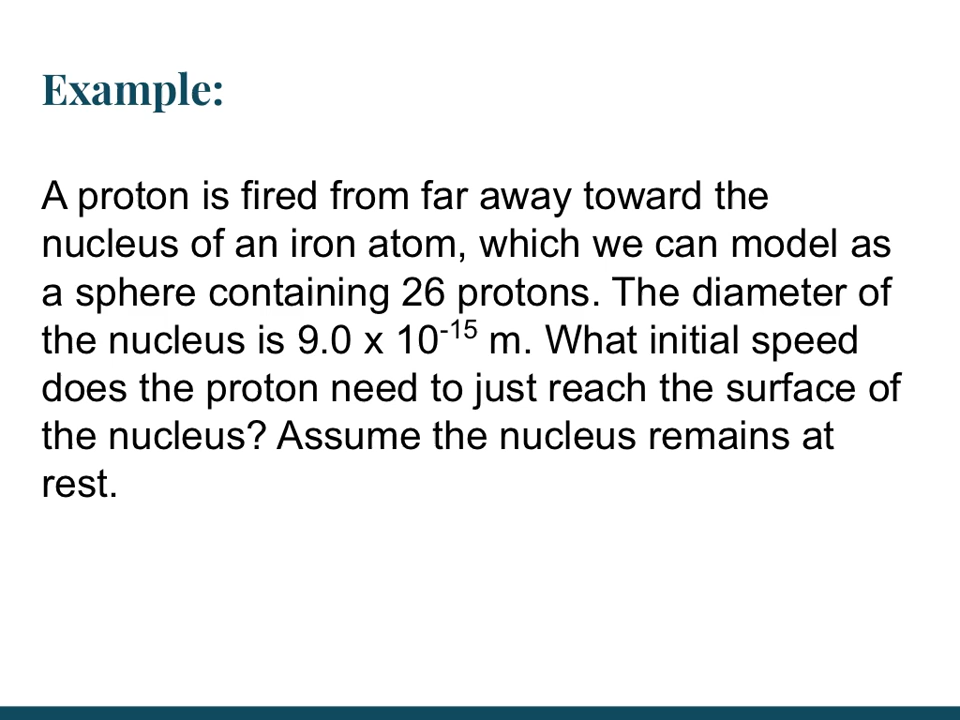 Example:
A proton is fired from far away toward the
nucleus of an iron atom, which we can model as
a sphere containing 26 protons. The diameter of
the nucleus is 9.0 x 10⁻¹⁵ m. What initial speed
does the proton need to just reach the surface of
the nucleus? Assume the nucleus remains at
rest.